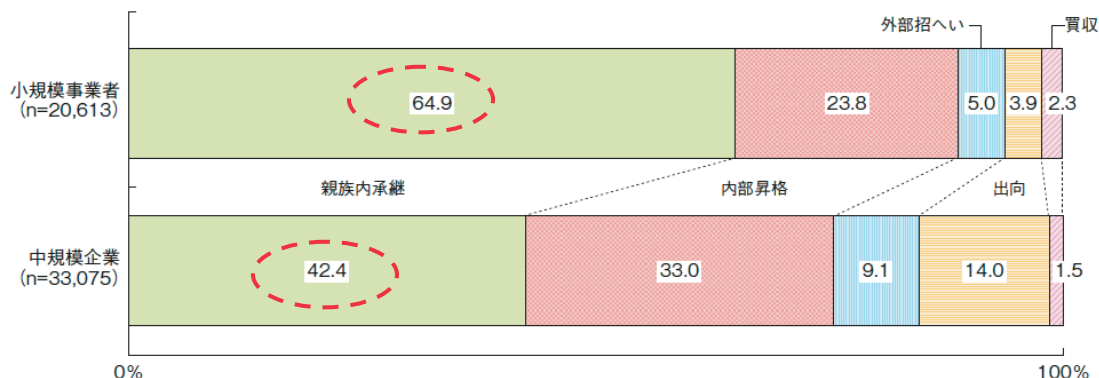 外部招へい
買収
小規模事業者
（n=20,613）
64.9
23.8
5.0
3.9
2.3
親族内承継
内部昇格
出向
中規模企業
（n=33,075）
42.4
33.0
9.1
14.0
1.5
0%
100%